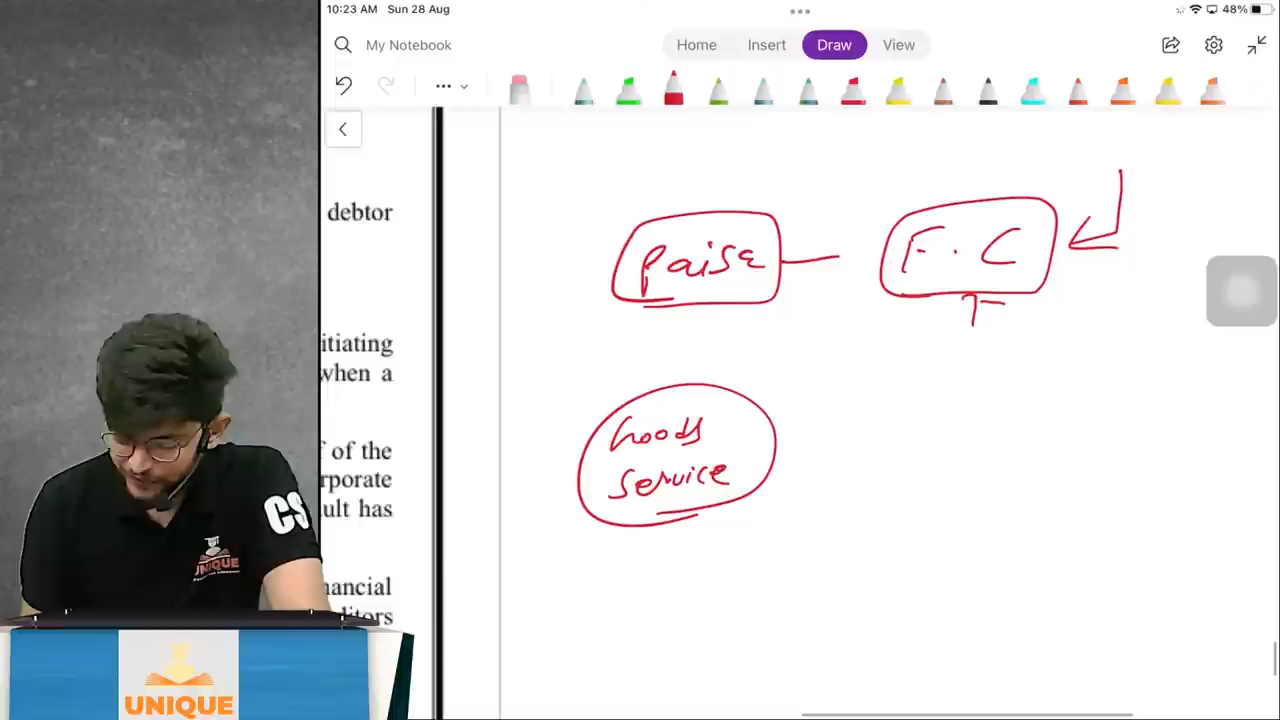 10:23 AM Sun 28 Aug
48%
My Notebook
Home Insert Draw View
debtor
itiating
when a
f of the
rporate
ult has
nancial
ditors
Paise
F.C
Goods
Service
CS
UNIQUE
UNIQUE